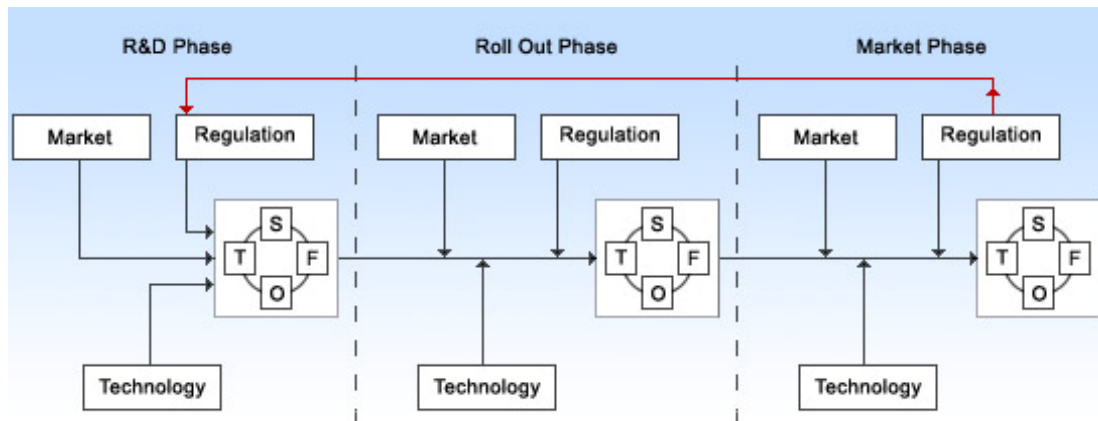 R&D Phase
Roll Out Phase
Market Phase
Market
Regulation
Market
Regulation
Market
Regulation
S
T
F
O
S
T
F
O
S
T
F
O
Technology
Technology
Technology